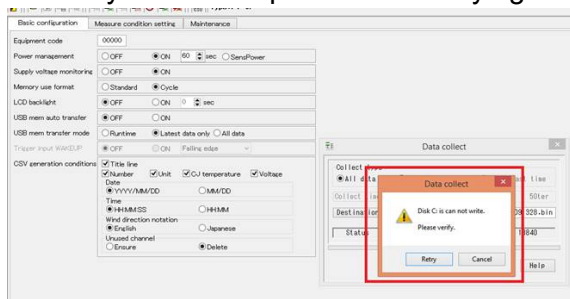 Basic configuration Measure condition setting Maintenance
Equipment code 00000
Power management OFF ON 60 sec SensPower
Supply voltage monitoring OFF ON
Memory use format Standard Cycle
LCD backlight OFF ON 0 sec
USB mem auto transfer OFF ON
USB mem transfer mode Runtime Latest data only All data
Trigger input WAKEUP OFF ON Falling edge
CSV generation conditions Title line
Number Unit CJ temperature Voltage
Date
YYYY/MM/DD MM/DD
Time
HH:MM:SS HH:MM
Wind direction notation
English Japanese
Unused channel
Ensure Delete
Data collect
Collect type
All data
Data collect
Disk C: is can not write.
Please verify.
Retry Cancel
Help